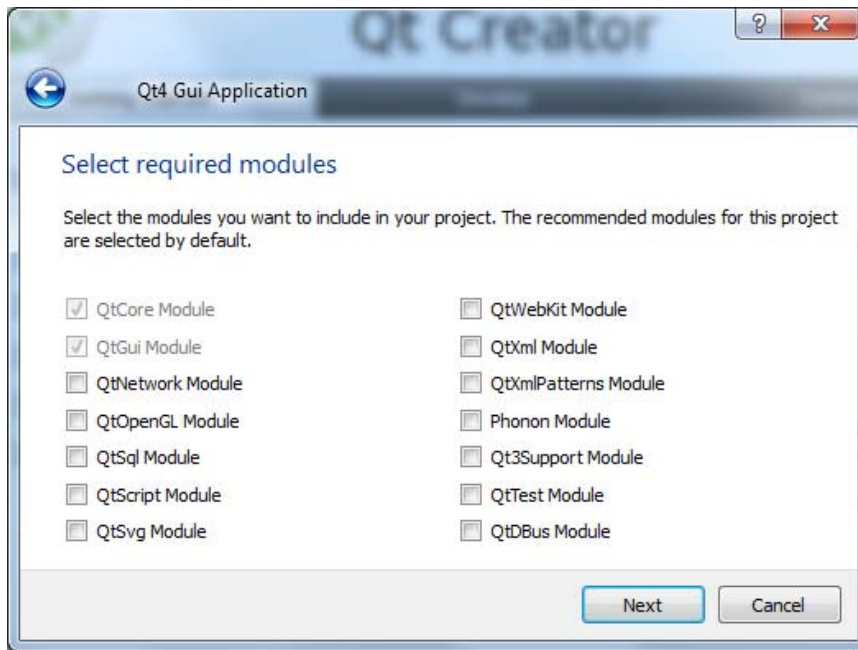 Qt Creator
?
Qt4 Gui Application
Select required modules
Select the modules you want to include in your project. The recommended modules for this project
are selected by default.
QtCore Module
QtGui Module
QtNetwork Module
QtOpenGL Module
QtSql Module
QtScript Module
QtSvg Module
QtWebKit Module
QtXml Module
QtXmlPatterns Module
Phonon Module
Qt3Support Module
QtTest Module
QtDBus Module
Next
Cancel